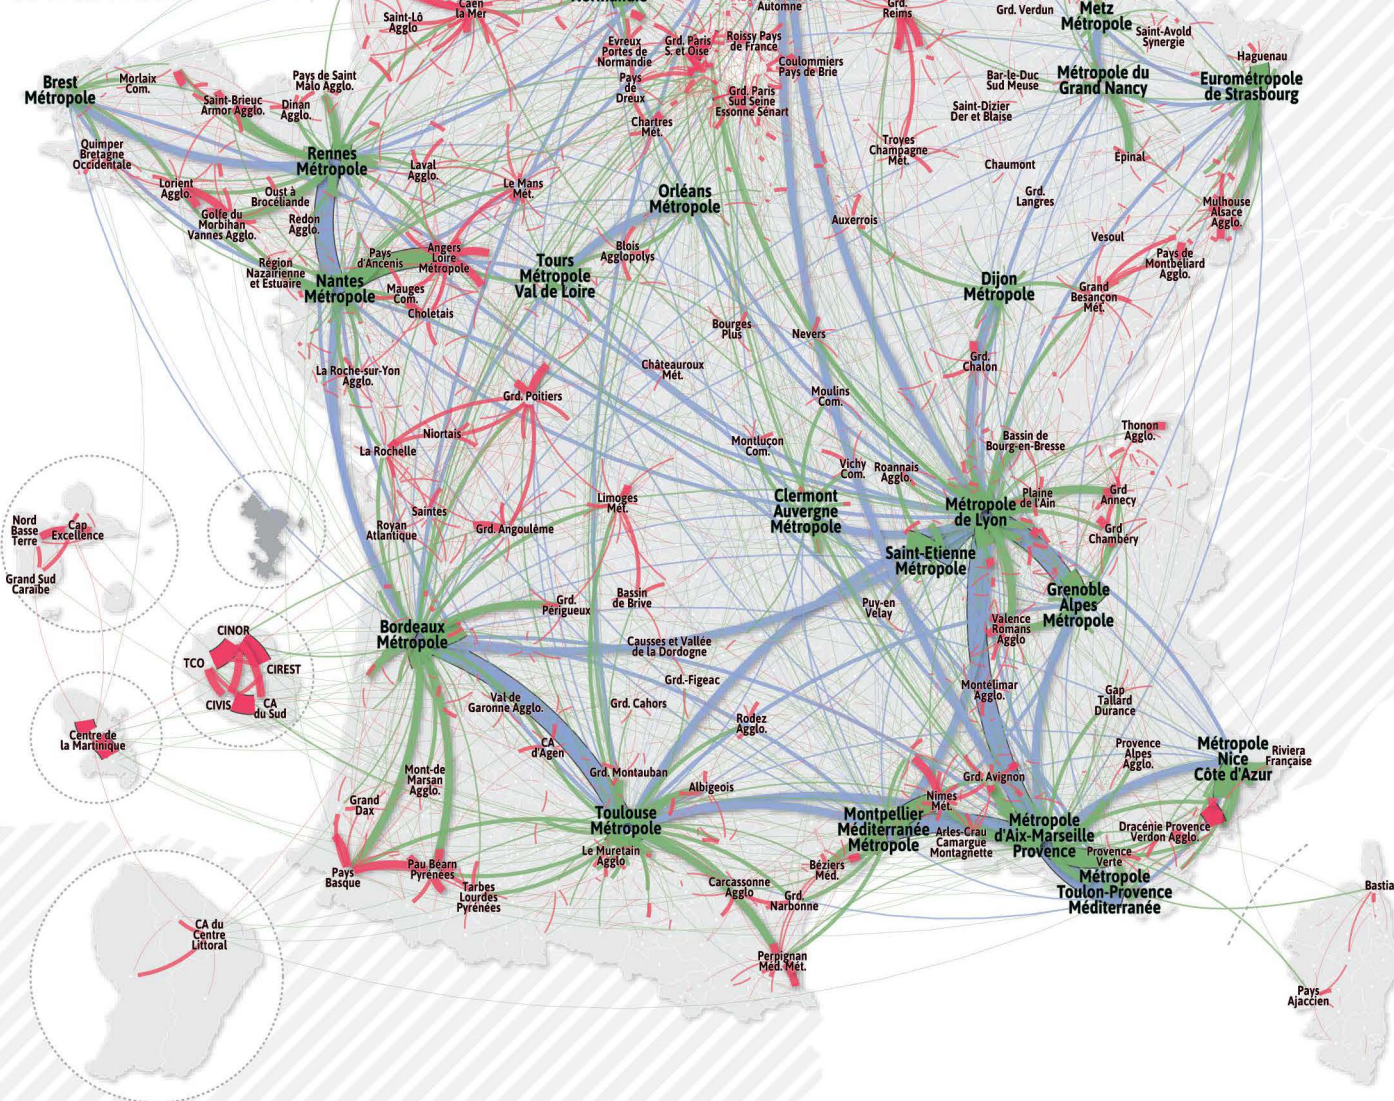 Caen
la Mer
Saint-Lô
Agglo
Automne
Grd.
Reims
Grd. Verdun
Metz
Métropole
Saint-Avold
Synergie
Evreux
Portes de
Normandie
Grd. Paris
S. et Oise
Roissy Pays
de France
Coulommiers
Pays de Brie
Haguenau
Brest
Métropole
Morlaix
Com.
Pays de Saint
Malo Agglo.
Pays
de
Dreux
Bar-le-Duc
Sud Meuse
Métropole du
Grand Nancy
Eurométropole
de Strasbourg
Saint-Brieuc
Armor Agglo.
Dinan
Agglo.
Grd. Paris
Sud Seine
Essonne Sénart
Saint-Dizier
Der et Blaise
Chartres
Mét.
Quimper
Bretagne
Occidentale
Rennes
Métropole
Laval
Agglo.
Troyes
Champagne
Mét.
Chaumont
Epinal
Lorient
Agglo.
Oust à
Brocéliande
Le Mans
Mét.
Orléans
Métropole
Grd.
Langres
Mulhouse
Alsace
Agglo.
Golfe du
Morbihan
Vannes Agglo.
Redon
Agglo.
Auxerrois
Vesoul
Pays
d'Ancenis
Angers
Loire
Métropole
Blois
Agglopolys
Pays de
Montbéliard
Agglo.
Région
Nazairienne
et Estuaire
Nantes
Métropole
Mauges
Com.
Choletais
Tours
Métropole
Val de Loire
Dijon
Métropole
Grand
Besançon
Mét.
Bourges
Plus
Nevers
La Roche-sur-Yon
Agglo.
Châteauroux
Mét.
Grd.
Chalon
Grd. Poitiers
Moulins
Com.
Niortais
La Rochelle
Montluçon
Com.
Bassin de
Bourg-en-Bresse
Thonon
Agglo.
Vichy
Com.
Roannais
Agglo.
Saintes
Limoges
Mét.
Clermont
Auvergne
Métropole
Métropole
de Lyon
Plaine
de l'Ain
Grd
Annecy
Nord
Basse
Terre
Cap
Excellence
Royan
Atlantique
Grd. Angoulême
Grd
Chambéry
Grand Sud
Caraïbe
Saint-Etienne
Métropole
Grd.
Périgueux
Bassin
de Brive
Puy-en
Velay
Grenoble
Alpes
Métropole
CINOR
TCO
CIREST
CIVIS
CA
du Sud
Bordeaux
Métropole
Causses et Vallée
de la Dordogne
Valence
Romans
Agglo
Grd.-Figeac
Val de
Garonne Agglo.
Grd. Cahors
Rodez
Agglo.
Montélimar
Agglo.
Gap
Tallard
Durance
Centre de
la Martinique
CA
d'Agen
Provence
Alpes
Agglo.
Métropole
Nice
Côte d'Azur
Riviera
Française
Mont-de
Marsan
Agglo.
Grd. Montauban
Albigeois
Grd. Avignon
Grand
Dax
Nîmes
Mét.
Toulouse
Métropole
Montpellier
Méditerranée
Métropole
Métropole
d'Aix-Marseille
Provence
Dracénie Provence
Verdon Agglo.
Arles-Crau
Camargue
Montagnette
Le Muretain
Agglo
Provence
Verte
Pays
Basque
Pau Béarn
Pyrénées
Béziers
Méd.
Métropole
Toulon-Provence
Méditerranée
Tarbes
Lourdes
Pyrénées
Carcassonne
Agglo
Grd.
Narbonne
Bastia
CA du
Centre
Littoral
Perpignan
Méd. Mét.
Pays
Ajaccien